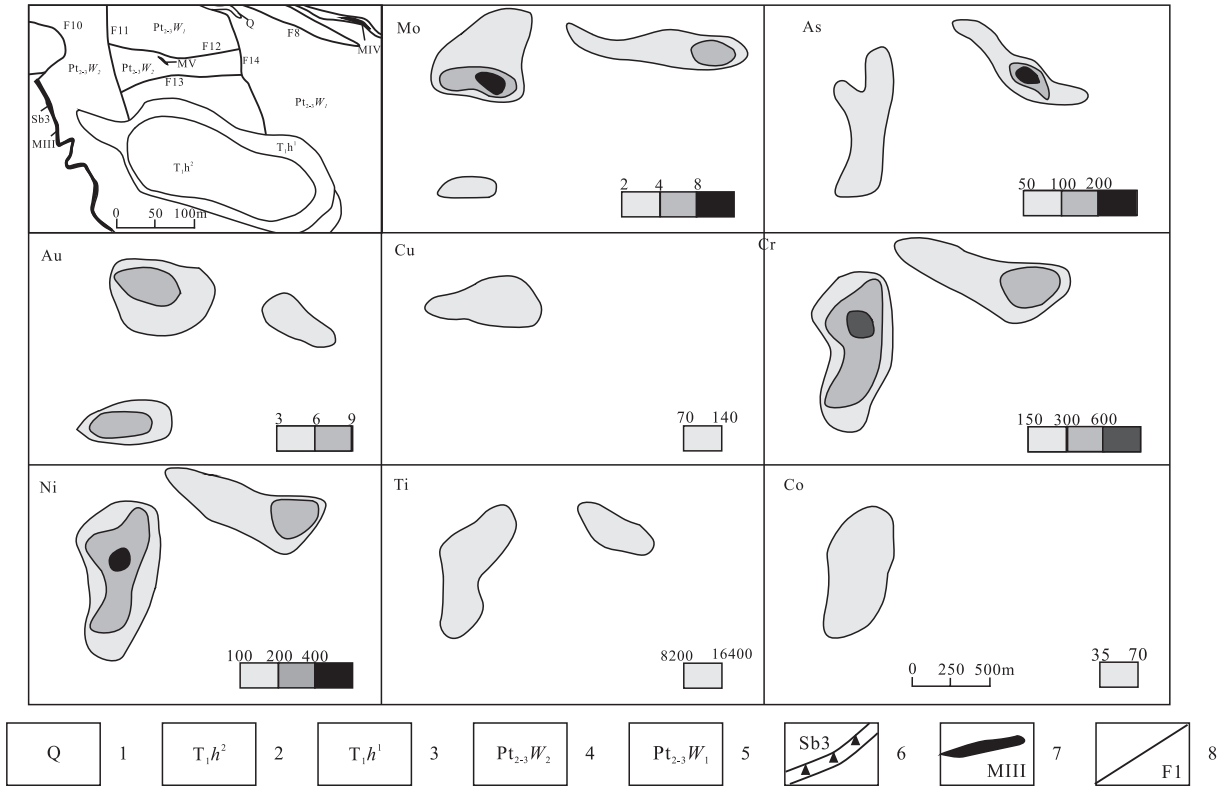 F10
F11
Pt₂₋₃W₁
Q
F8
MIV
F12
F14
Pt₂₋₃W₂
Pt₂₋₃W₂
MV
F13
Pt₂₋₃W₁
Sb3
MIII
T₁h¹
T₁h²
0 50 100m
Mo
2 4 8
As
50 100 200
Au
3 6 9
Cu
70 140
Cr
150 300 600
Ni
100 200 400
Ti
8200 16400
Co
0 250 500m
35 70
Q 1
T₁h² 2
T₁h¹ 3
Pt₂₋₃W₂ 4
Pt₂₋₃W₁ 5
Sb3 6
MIII 7
F1 8